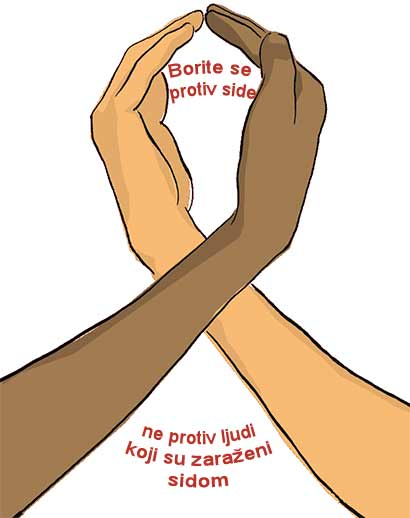 Borite se
protiv side
ne protiv ljudi
koji su zaraženi
sidom